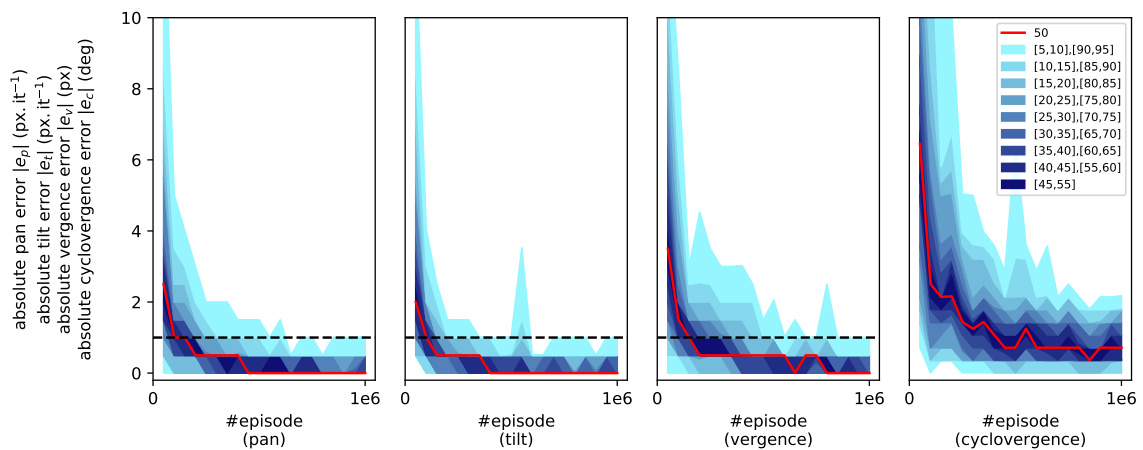 absolute pan error |e_p| (px.it⁻¹)
absolute tilt error |e_t| (px.it⁻¹)
absolute vergence error |e_v| (px)
absolute cyclovergence error |e_c| (deg)
10
8
6
4
2
0
0 1e6
#episode
(pan)
0 1e6
#episode
(tilt)
0 1e6
#episode
(vergence)
0 1e6
#episode
(cyclovergence)
50
[5,10],[90,95]
[10,15],[85,90]
[15,20],[80,85]
[20,25],[75,80]
[25,30],[70,75]
[30,35],[65,70]
[35,40],[60,65]
[40,45],[55,60]
[45,55]